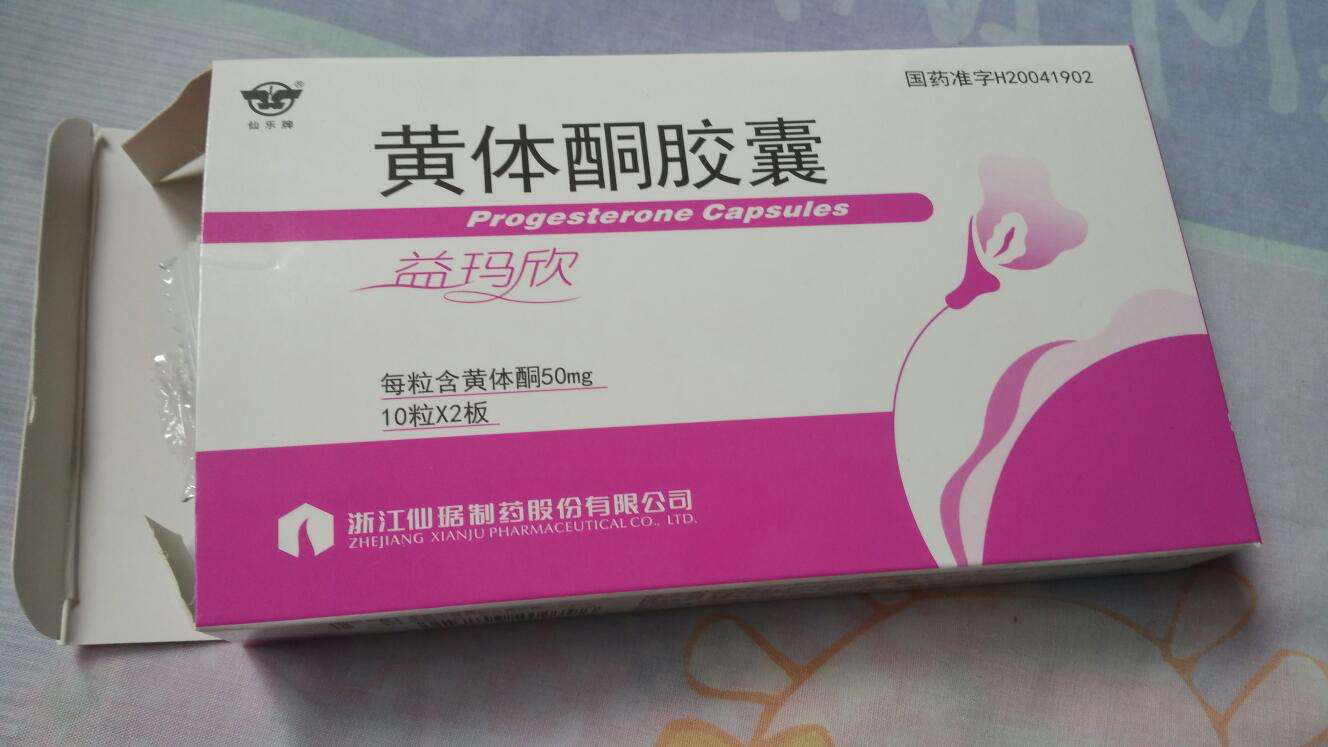 国药准字H20041902
仙乐牌
黄体酮胶囊
Progesterone Capsules
益玛欣
每粒含黄体酮50mg
10粒X2板
浙江仙琚制药股份有限公司
ZHEJIANG XIANJU PHARMACEUTICAL CO., LTD.